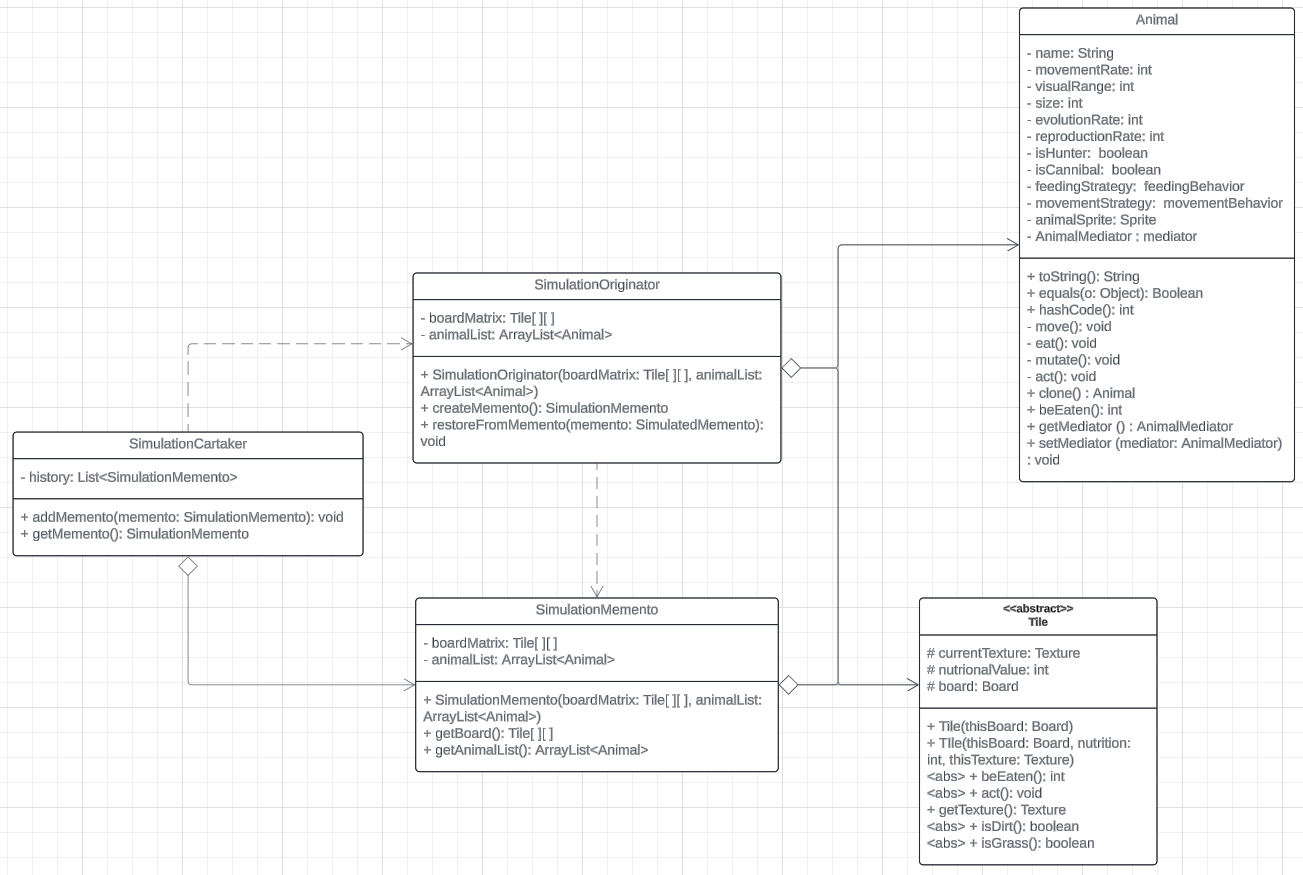 Animal
- name: String
- movementRate: int
- visualRange: int
- size: int
- evolutionRate: int
- reproductionRate: int
- isHunter:  boolean
- isCannibal:  boolean
- feedingStrategy:  feedingBehavior
- movementStrategy:  movementBehavior
- animalSprite: Sprite
- AnimalMediator : mediator
+ toString(): String
+ equals(o: Object): Boolean
+ hashCode(): int
- move(): void
- eat(): void
- mutate(): void
- act(): void
+ clone() : Animal
+ beEaten(): int
+ getMediator () : AnimalMediator
+ setMediator (mediator: AnimalMediator)
: void
SimulationOriginator
- boardMatrix: Tile[ ][ ]
- animalList: ArrayList<Animal>
+ SimulationOriginator(boardMatrix: Tile[ ][ ], animalList:
ArrayList<Animal>)
+ createMemento(): SimulationMemento
+ restoreFromMemento(memento: SimulatedMemento):
void
SimulationCartaker
- history: List<SimulationMemento>
+ addMemento(memento: SimulationMemento): void
+ getMemento(): SimulationMemento
SimulationMemento
- boardMatrix: Tile[ ][ ]
- animalList: ArrayList<Animal>
+ SimulationMemento(boardMatrix: Tile[ ][ ], animalList:
ArrayList<Animal>)
+ getBoard(): Tile[ ][ ]
+ getAnimalList(): ArrayList<Animal>
<<abstract>>
Tile
# currentTexture: Texture
# nutrionalValue: int
# board: Board
+ Tile(thisBoard: Board)
+ TIle(thisBoard: Board, nutrition:
int, thisTexture: Texture)
<abs> + beEaten(): int
<abs> + act(): void
+ getTexture(): Texture
<abs> + isDirt(): boolean
<abs> + isGrass(): boolean